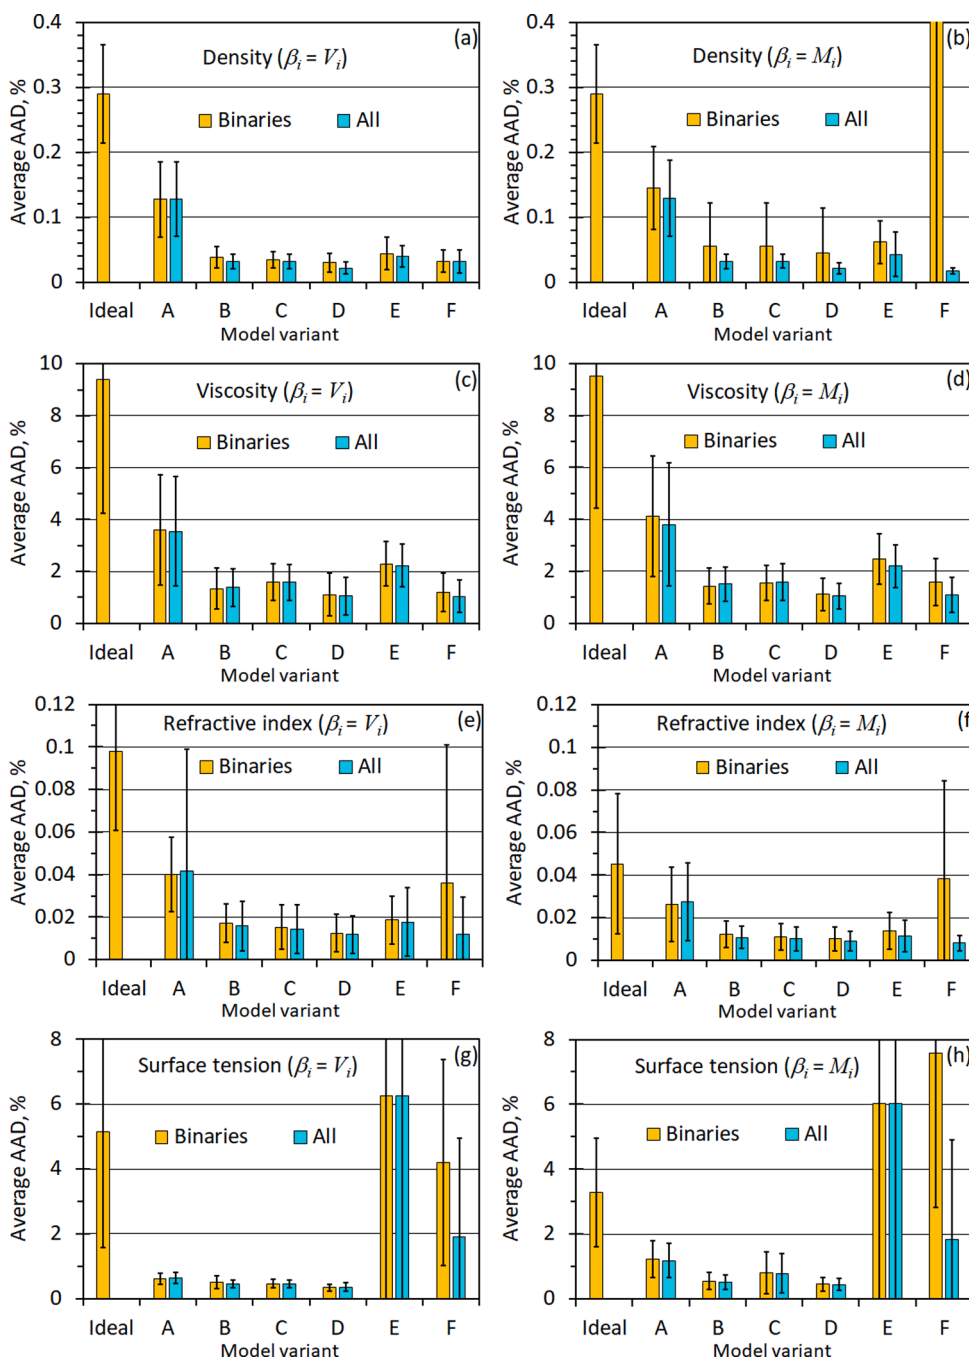 (a)
Density (βᵢ = Vᵢ)
Binaries All
Average AAD, %
0.4
0.3
0.2
0.1
0
Ideal A B C D E F
Model variant
(b)
Density (βᵢ = Mᵢ)
Binaries All
Average AAD, %
0.4
0.3
0.2
0.1
0
Ideal A B C D E F
Model variant
(c)
Viscosity (βᵢ = Vᵢ)
Binaries All
Average AAD, %
10
8
6
4
2
0
Ideal A B C D E F
Model variant
(d)
Viscosity (βᵢ = Mᵢ)
Binaries All
Average AAD, %
10
8
6
4
2
0
Ideal A B C D E F
Model variant
(e)
Refractive index (βᵢ = Vᵢ)
Binaries All
Average AAD, %
0.12
0.1
0.08
0.06
0.04
0.02
0
Ideal A B C D E F
Model variant
(f
Refractive index (βᵢ = Mᵢ)
Binaries All
Average AAD, %
0.12
0.1
0.08
0.06
0.04
0.02
0
Ideal A B C D E F
Model variant
(g)
Surface tension (βᵢ = Vᵢ)
Binaries All
Average AAD, %
8
6
4
2
0
Ideal A B C D E F
Model variant
(h)
Surface tension (βᵢ = Mᵢ)
Binaries All
Average AAD, %
8
6
4
2
0
Ideal A B C D E F
Model variant